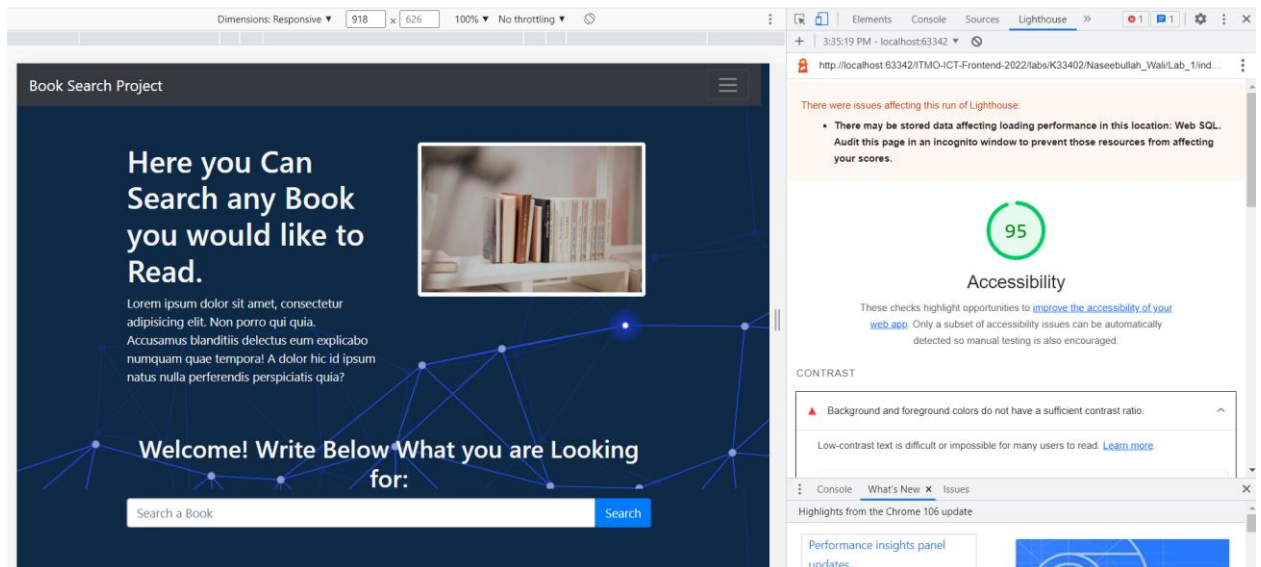 Dimensions: Responsive ▼ 918 x 626 100% ▼ No throttling ▼
Book Search Project
Here you Can
Search any Book
you would like to
Read.
Lorem ipsum dolor sit amet, consectetur
adipisicing elit. Non porro qui quia.
Accusamus blanditiis delectus eum explicabo
numquam quae tempora! A dolor hic id ipsum
natus nulla perferendis perspiciatis quia?
Welcome! Write Below What you are Looking
for:
Search a Book Search
Elements Console Sources Lighthouse » 1 1
+ 3:35:19 PM - localhost:63342 ▼
http://localhost:63342/ITMO-ICT-Frontend-2022/labs/K33402/Naseebullah_Wali/Lab_1/ind...
There were issues affecting this run of Lighthouse:
• There may be stored data affecting loading performance in this location: Web SQL.
Audit this page in an incognito window to prevent those resources from affecting
your scores.
95
Accessibility
These checks highlight opportunities to improve the accessibility of your
web app. Only a subset of accessibility issues can be automatically
detected so manual testing is also encouraged.
CONTRAST
Background and foreground colors do not have a sufficient contrast ratio.
Low-contrast text is difficult or impossible for many users to read. Learn more.
Console What's New × Issues
Highlights from the Chrome 106 update
Performance insights panel
updates